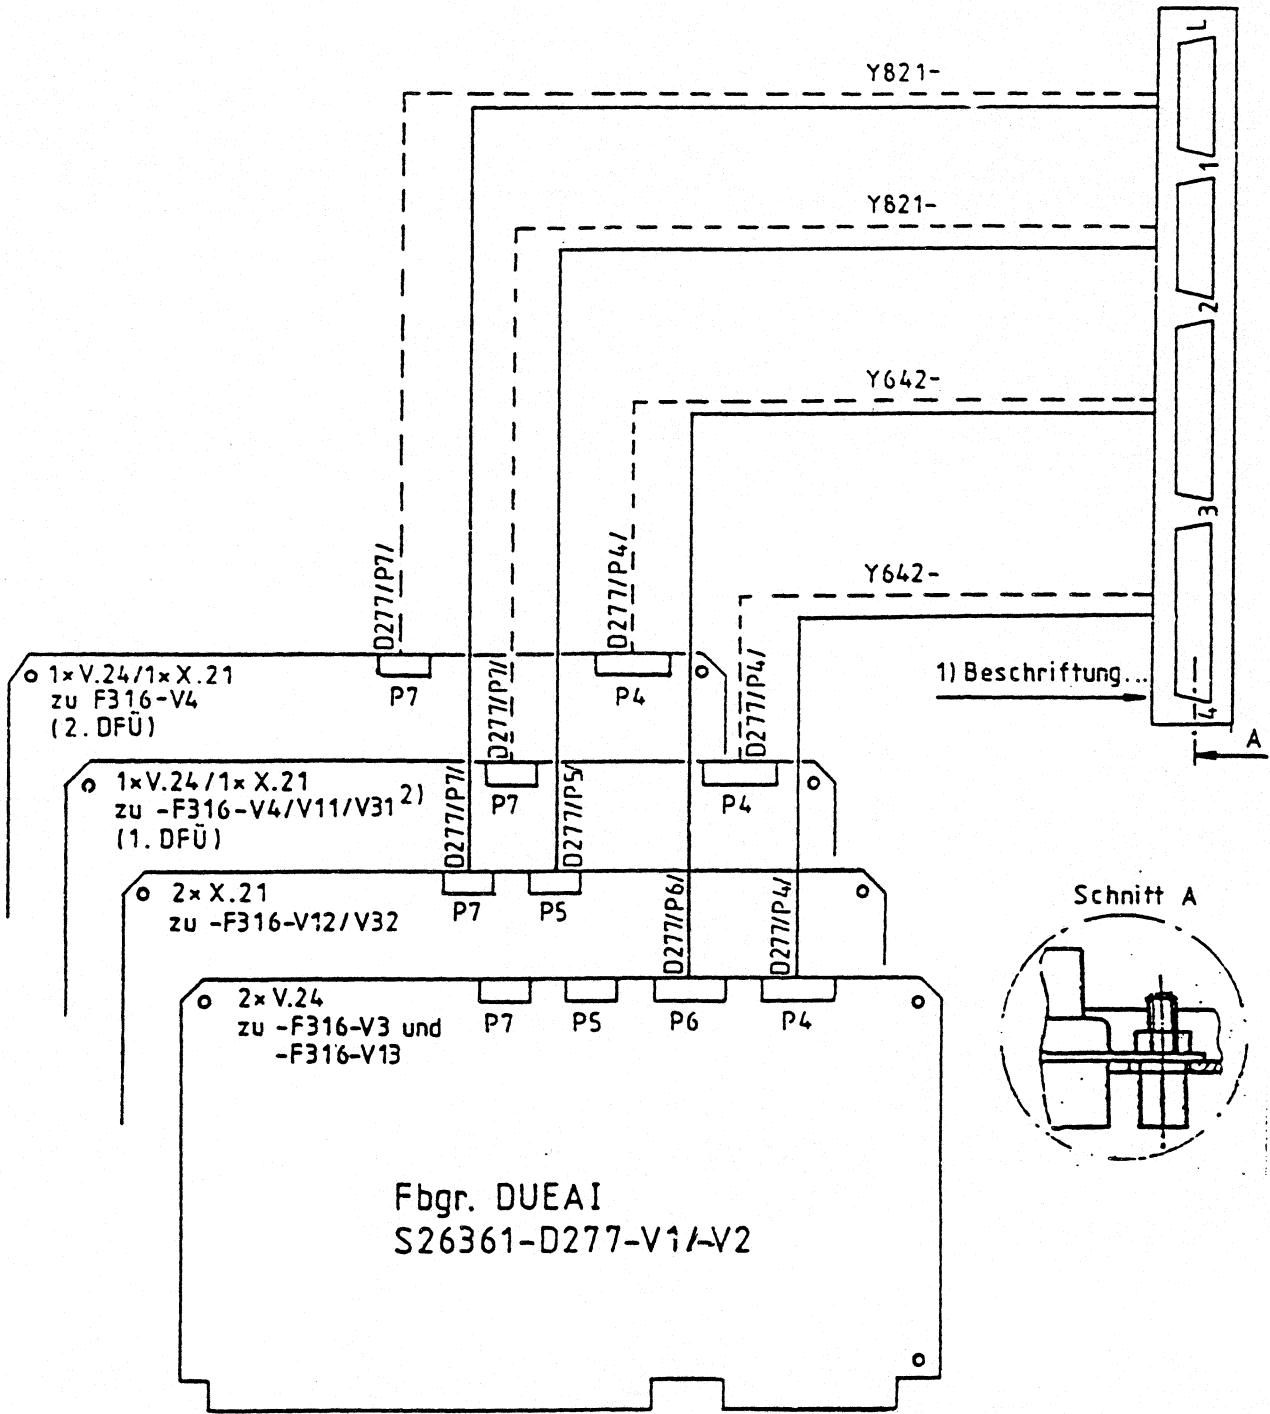 L
Y821-
1
Y821-
2
Y642-
3
Y642-
4
1) Beschriftung...
A
D277/P7/
D277/P4/
1×V.24/1×X.21
zu F316-V4
(2. DFÜ)
P7
P4
D277/P7/
D277/P4/
1×V.24/1×X.21
zu -F316-V4/V11/V31 2)
(1. DFÜ)
P7
P4
D277/P7/
D277/P5/
2×X.21
zu -F316-V12/V32
P7
P5
D277/P6/
D277/P4/
2×V.24
zu -F316-V3 und
-F316-V13
P7
P5
P6
P4
Schnitt A
Fbgr. DUEAI
S26361-D277-V1/-V2